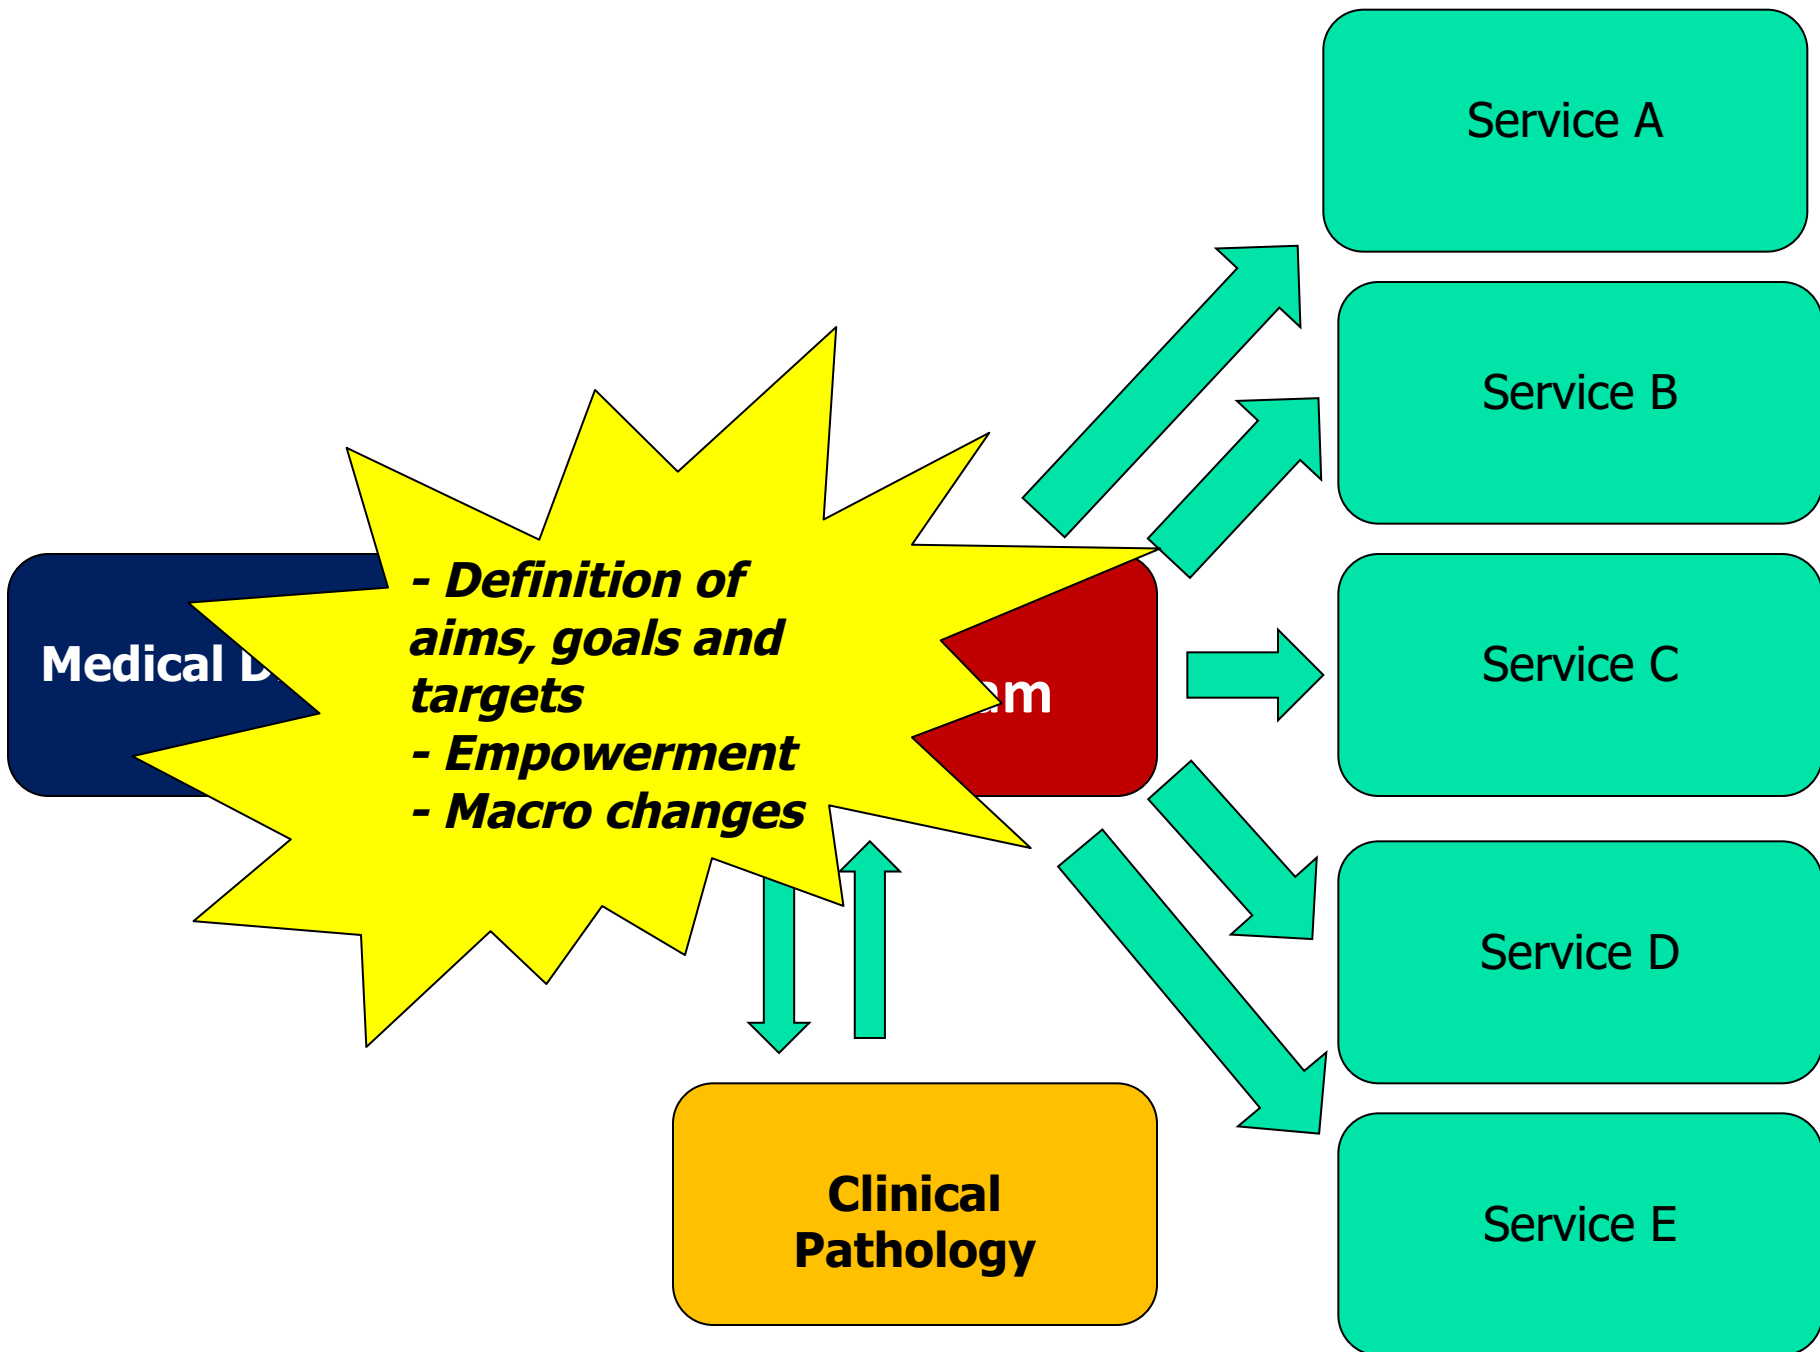 Service A
Service B
Medical
- Definition of
aims, goals and
targets
- Empowerment
- Macro changes
Service C
Service D
Clinical
Pathology
Service E